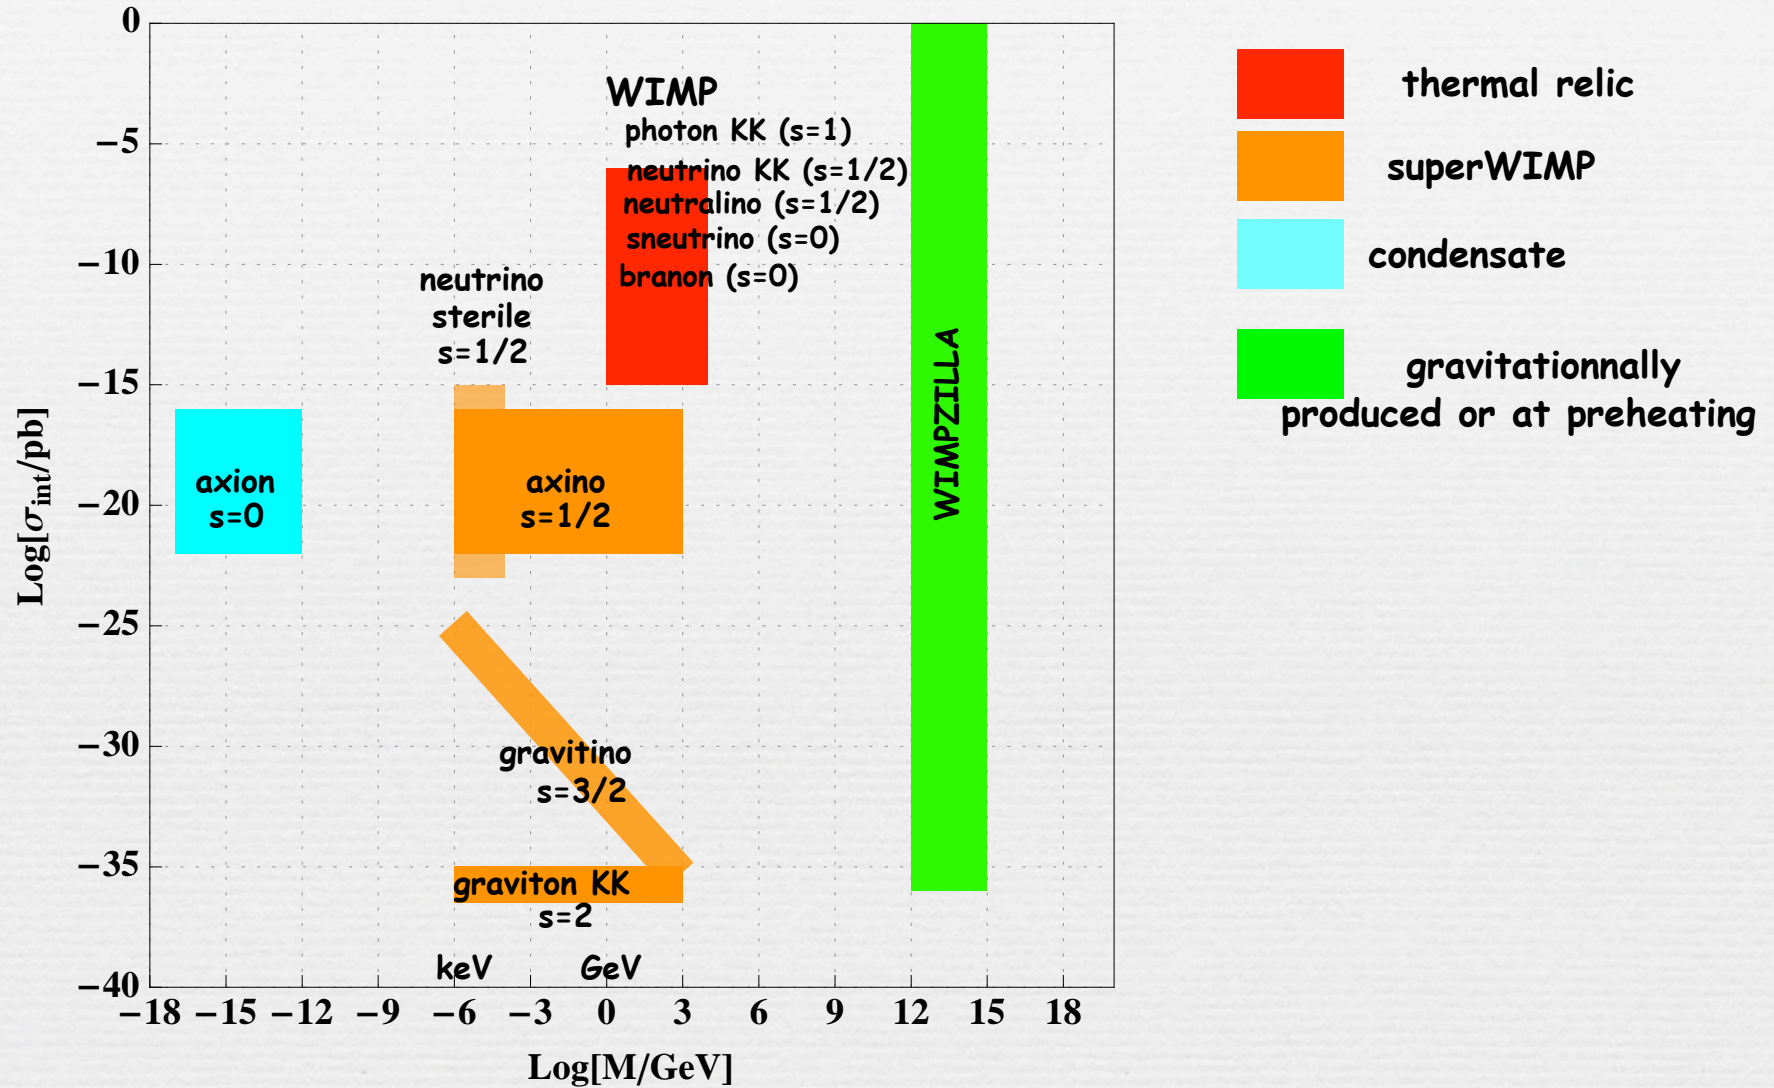 0
−5
−10
−15
−20
−25
−30
−35
−40
Log[σint/pb]
−18 −15 −12 −9 −6 −3 0 3 6 9 12 15 18
Log[M/GeV]
WIMP
photon KK (s=1)
neutrino KK (s=1/2)
neutralino (s=1/2)
sneutrino (s=0)
branon (s=0)
neutrino
sterile
s=1/2
axion
s=0
axino
s=1/2
WIMPZILLA
gravitino
s=3/2
graviton KK
s=2
keV
GeV
thermal relic
superWIMP
condensate
gravitationnally
produced or at preheating